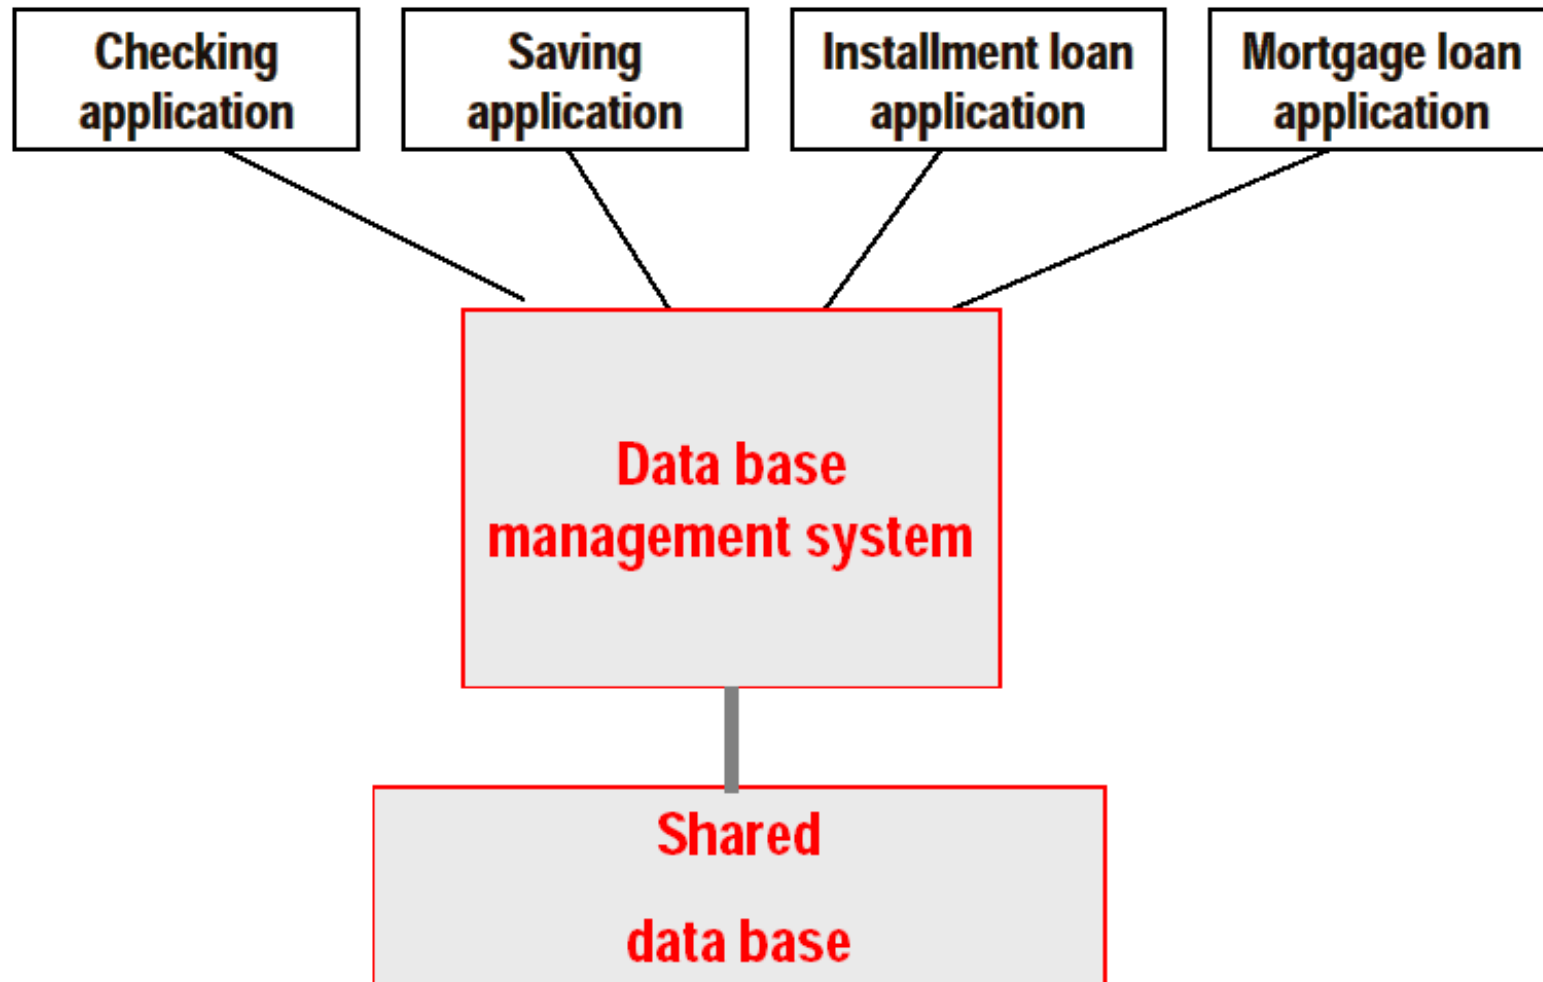 Checking
application
Saving
application
Installment loan
application
Mortgage loan
application
Data base
management system
Shared
data base